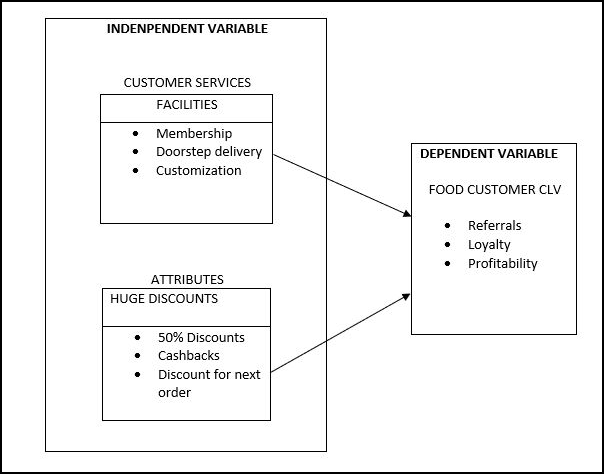 INDENPENDENT VARIABLE
CUSTOMER SERVICES
FACILITIES
• Membership
• Doorstep delivery
• Customization
ATTRIBUTES
HUGE DISCOUNTS
• 50% Discounts
• Cashbacks
• Discount for next
order
DEPENDENT VARIABLE
FOOD CUSTOMER CLV
• Referrals
• Loyalty
• Profitability